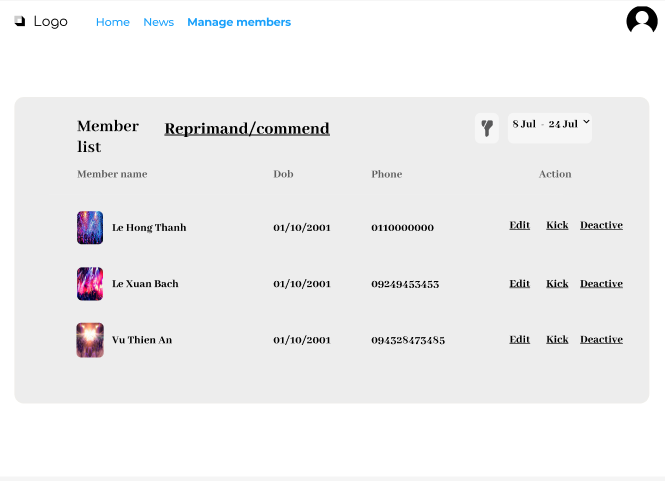 Logo Home News Manage members
Member list
Reprimand/commend
8 Jul - 24 Jul
Member name Dob Phone Action
Le Hong Thanh 01/10/2001 0110000000 Edit Kick Deactive
Le Xuan Bach 01/10/2001 09249453453 Edit Kick Deactive
Vu Thien An 01/10/2001 094328473485 Edit Kick Deactive